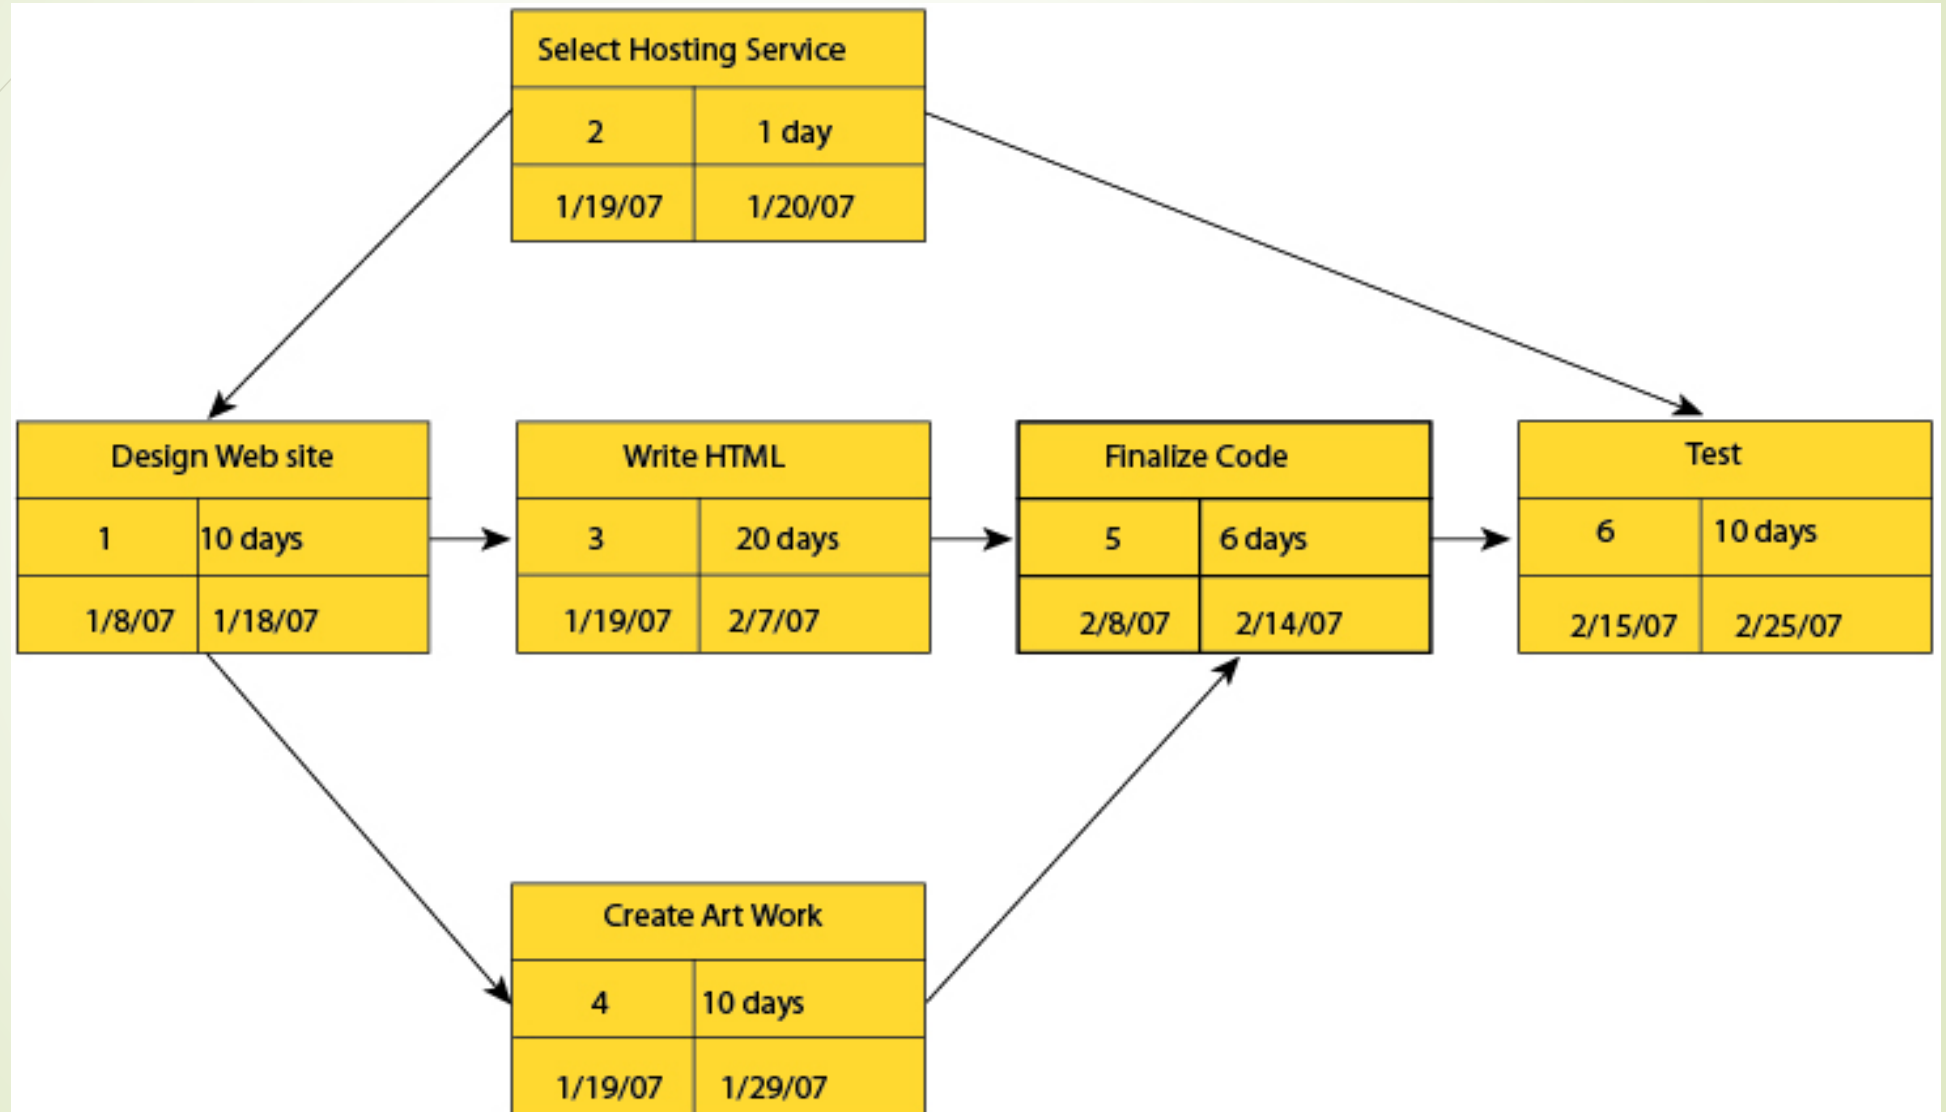 Select Hosting Service
2 1 day
1/19/07 1/20/07
Design Web site
1 10 days
1/8/07 1/18/07
Write HTML
3 20 days
1/19/07 2/7/07
Finalize Code
5 6 days
2/8/07 2/14/07
Test
6 10 days
2/15/07 2/25/07
Create Art Work
4 10 days
1/19/07 1/29/07